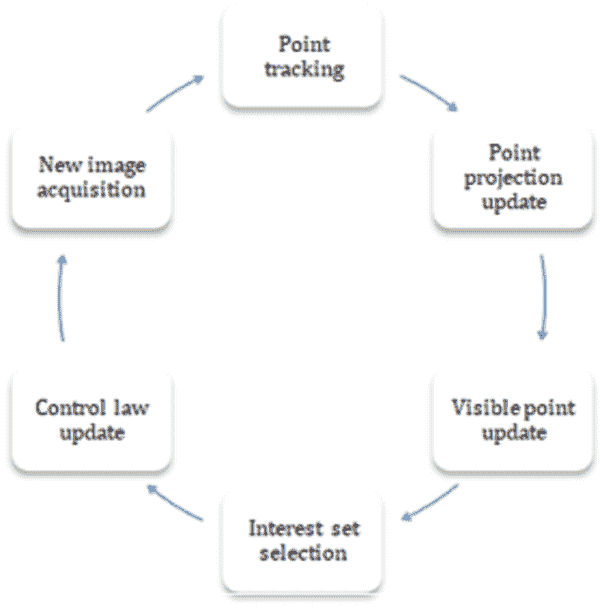 Point
tracking
Point
projection
update
Visible point
update
Interest set
selection
Control law
update
New image
acquisition